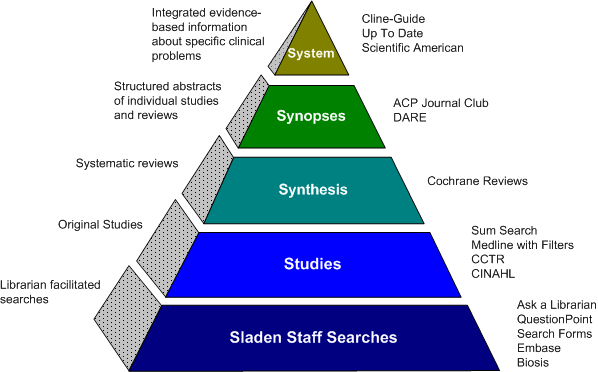 Integrated evidence-
based information
about specific clinical
problems
System
Cline-Guide
Up To Date
Scientific American
Structured abstracts
of individual studies
and reviews
Synopses
ACP Journal Club
DARE
Systematic reviews
Synthesis
Cochrane Reviews
Original Studies
Studies
Sum Search
Medline with Filters
CCTR
CINAHL
Librarian facilitated
searches
Sladen Staff Searches
Ask a Librarian
QuestionPoint
Search Forms
Embase
Biosis